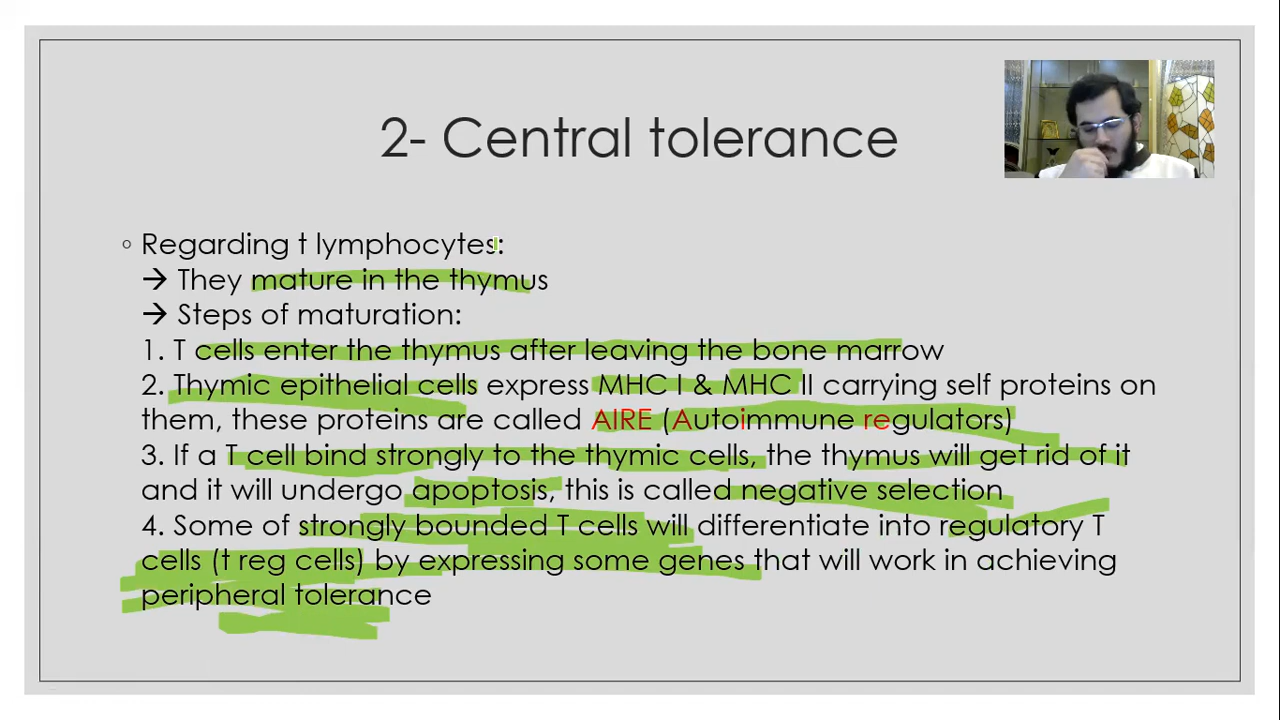 2- Central tolerance
◦ Regarding t lymphocytes:
→ They mature in the thymus
→ Steps of maturation:
1. T cells enter the thymus after leaving the bone marrow
2. Thymic epithelial cells express MHC I & MHC II carrying self proteins on
them, these proteins are called AIRE (Autoimmune regulators)
3. If a T cell bind strongly to the thymic cells, the thymus will get rid of it
and it will undergo apoptosis, this is called negative selection
4. Some of strongly bounded T cells will differentiate into regulatory T
cells (t reg cells) by expressing some genes that will work in achieving
peripheral tolerance